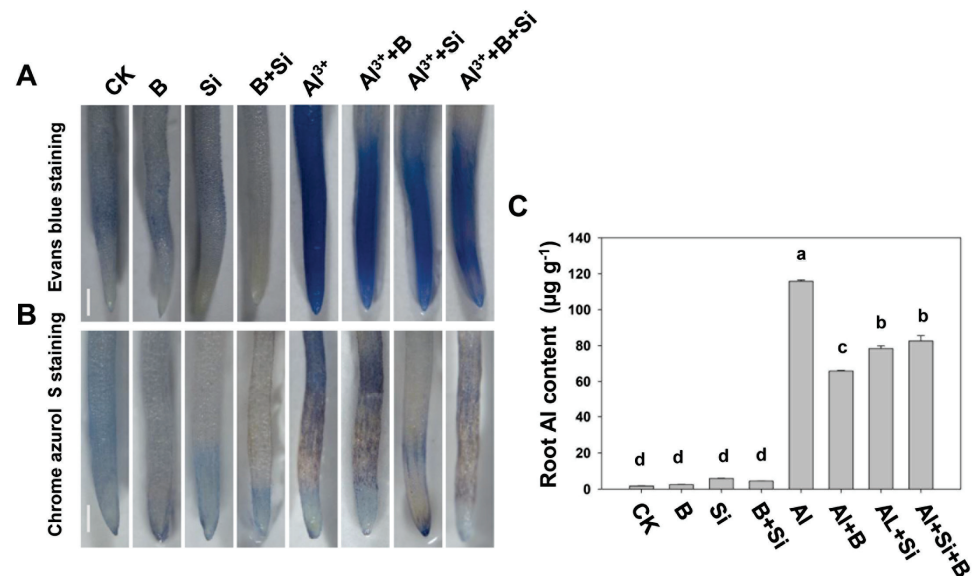 A
CK
B
Si
B+Si
Al³⁺
Al³⁺+B
Al³⁺+Si
Al³⁺+B+Si
Evans blue staining
B
Chrome azurol S staining
C
Root Al content (µg g⁻¹)
140
120
100
80
60
40
20
0
d
d
d
d
a
c
b
b
CK
B
Si
B+Si
Al
Al+B
AL+Si
Al+Si+B